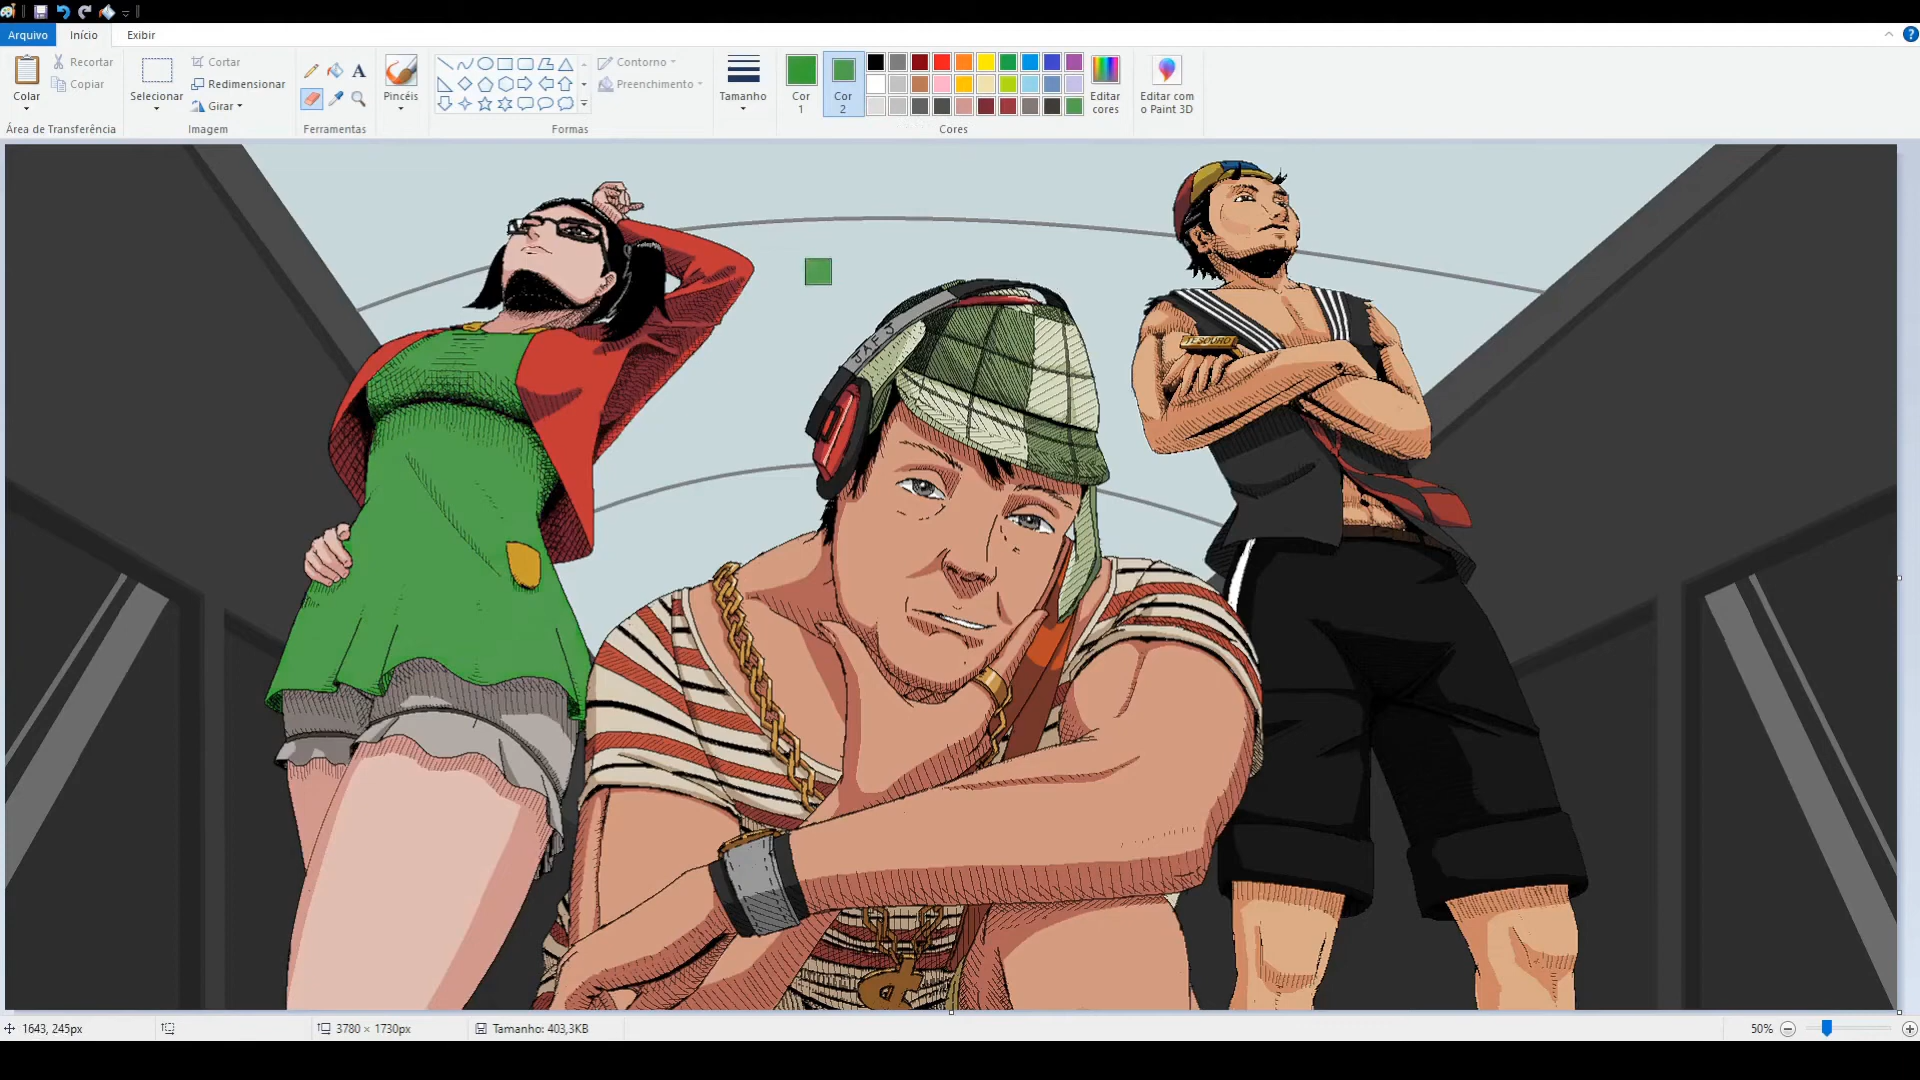 Arquivo Início Exibir
Colar
Recortar
Copiar
Área de Transferência
Selecionar
Cortar
Redimensionar
Girar
Imagem
A
Ferramentas
Pincéis
Contorno
Preenchimento
Formas
Tamanho
Cor
1
Cor
2
Editar
cores
Cores
Editar com
o Paint 3D
?
TESOURO
1643, 245px
3780 × 1730px
Tamanho: 403,3KB
50%